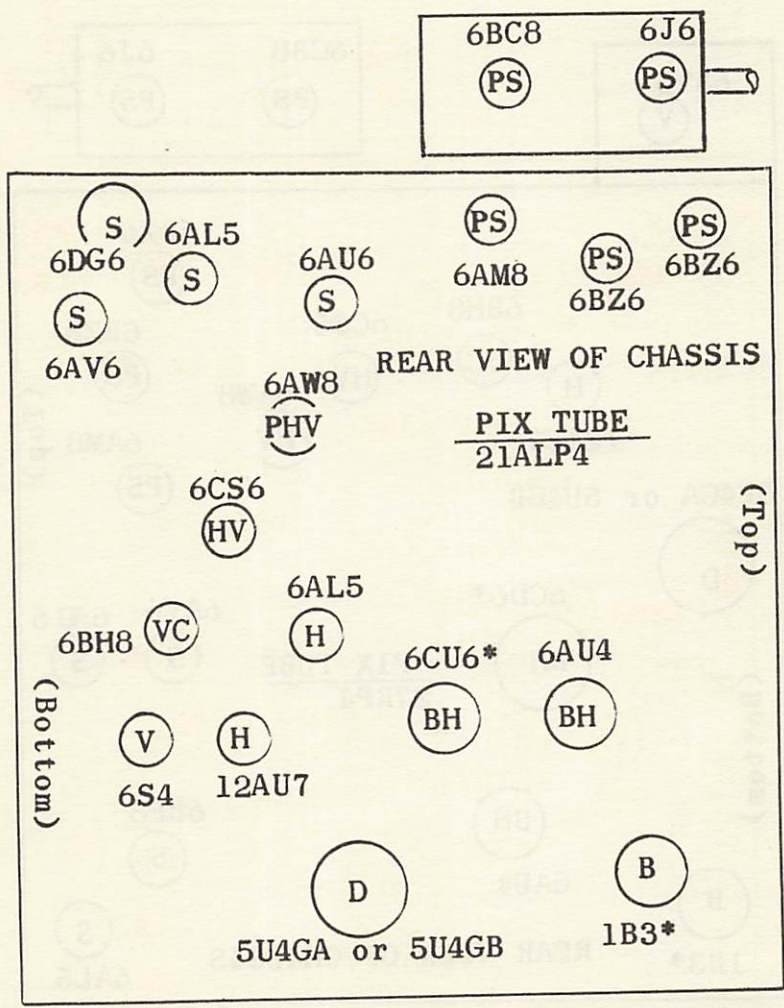 6BC8 6J6
PS PS
S
6DG6
6AL5
S
6AU6
S
PS
6AM8
PS
6BZ6
PS
6BZ6
S
6AV6
REAR VIEW OF CHASSIS
6AW8
PHV
PIX TUBE
21ALP4
6CS6
HV
(Top)
6AL5
H
6BH8 VC
6CU6*
BH
6AU4
BH
(Bottom)
V
6S4
H
12AU7
D
5U4GA or 5U4GB
B
1B3*